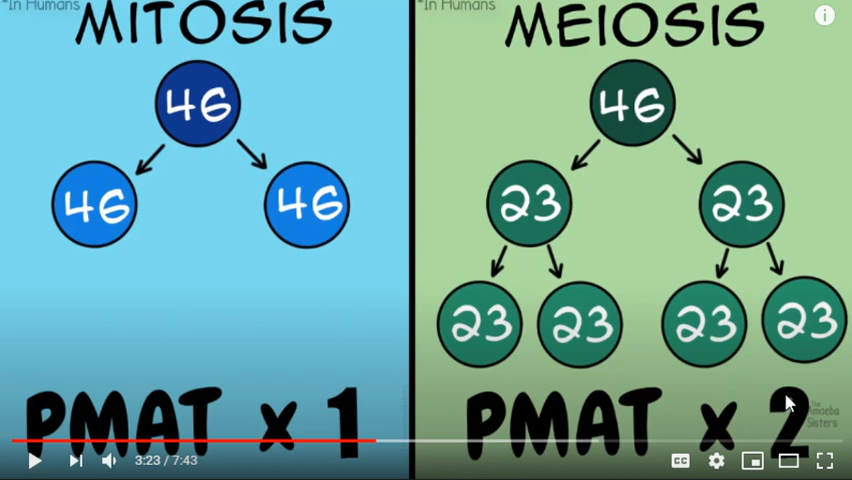 *In Humans
MITOSIS
46
46 46
PMAT x 1
*In Humans
MEIOSIS
46
23 23
23 23 23 23
PMAT x 2
The
Amoeba
Sisters
3:23 / 7:43
CC
i